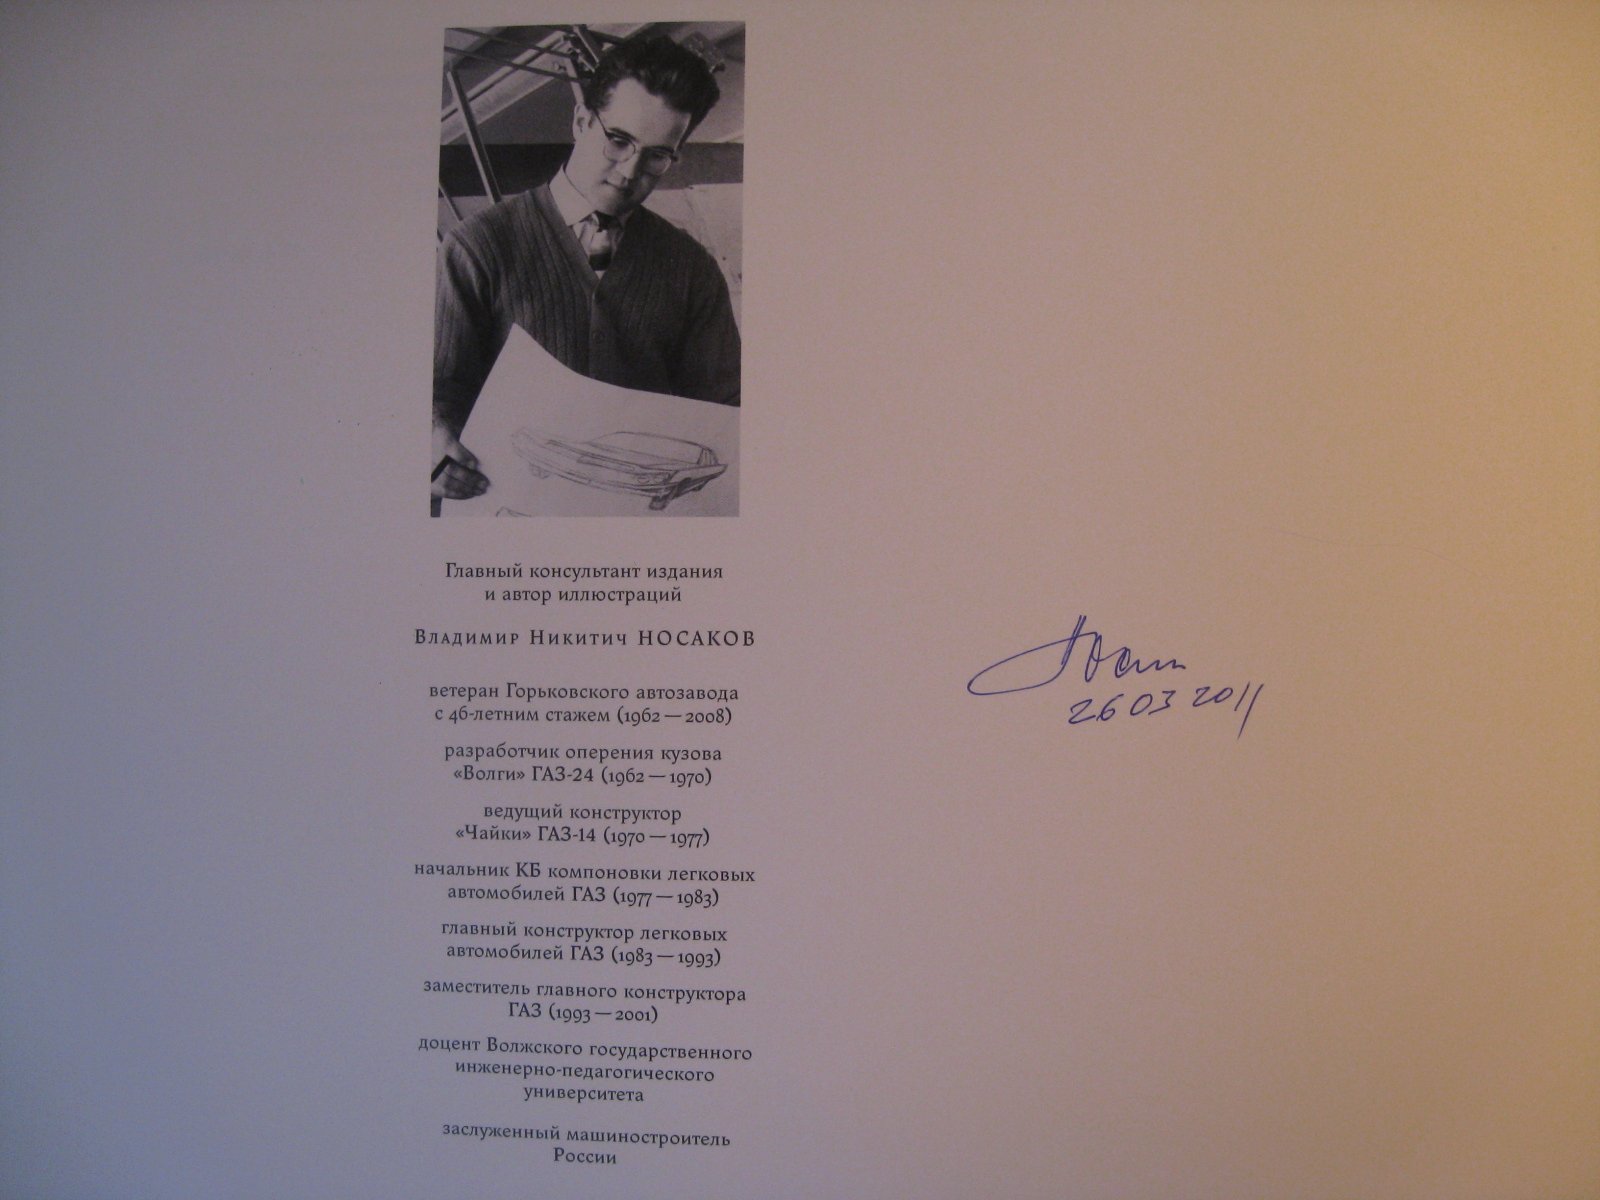 Главный консультант издания
и автор иллюстраций
Владимир Никитич НОСАКОВ
ветеран Горьковского автозавода
с 46-летним стажем (1962 — 2008)
разработчик оперения кузова
«Волги» ГАЗ-24 (1962 — 1970)
ведущий конструктор
«Чайки» ГАЗ-14 (1970 — 1977)
начальник КБ компоновки легковых
автомобилей ГАЗ (1977 — 1983)
главный конструктор легковых
автомобилей ГАЗ (1983 — 1993)
заместитель главного конструктора
ГАЗ (1993 — 2001)
доцент Волжского государственного
инженерно-педагогического
университета
заслуженный машиностроитель
России
26 03 2011